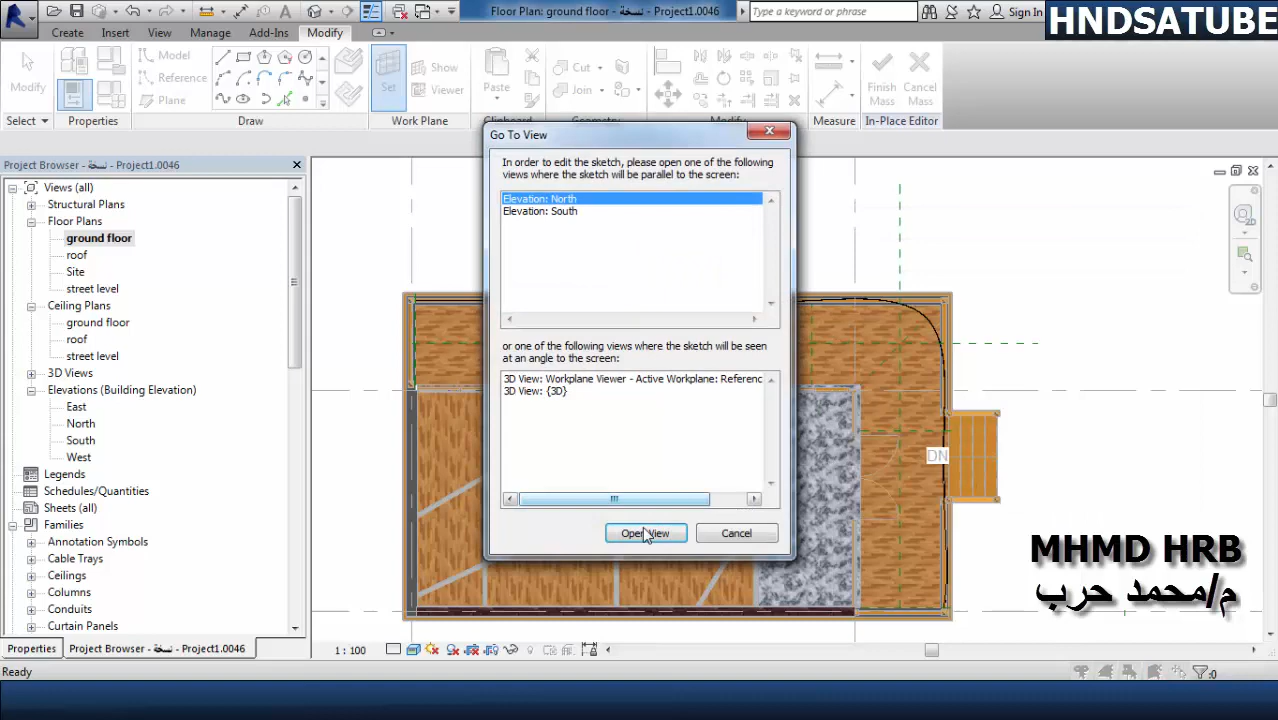 Floor Plan: ground floor - نسخة - Project1.0046
Type a keyword or phrase
Sign In
HNDSATUBE
Create Insert View Manage Add-Ins Modify
Modify
Model
Reference
Plane
Set
Show
Viewer
Paste
Cut
Join
Finish Mass
Cancel Mass
Select Properties Draw Work Plane Measure In-Place Editor
Project Browser - نسخة - Project1.0046
Views (all)
Structural Plans
Floor Plans
ground floor
roof
Site
street level
Ceiling Plans
ground floor
roof
street level
3D Views
Elevations (Building Elevation)
East
North
South
West
Legends
Schedules/Quantities
Sheets (all)
Families
Annotation Symbols
Cable Trays
Ceilings
Columns
Conduits
Curtain Panels
Properties
Project Browser - نسخة - Project1.0046
Go To View
In order to edit the sketch, please open one of the following
views where the sketch will be parallel to the screen:
Elevation: North
Elevation: South
or one of the following views where the sketch will be seen
at an angle to the screen:
3D View: Workplane Viewer - Active Workplane: Referenc
3D View: {3D}
Open View
Cancel
DN
2D
MHMD HRB
م/محمد حرب
1 : 100
Ready
:0